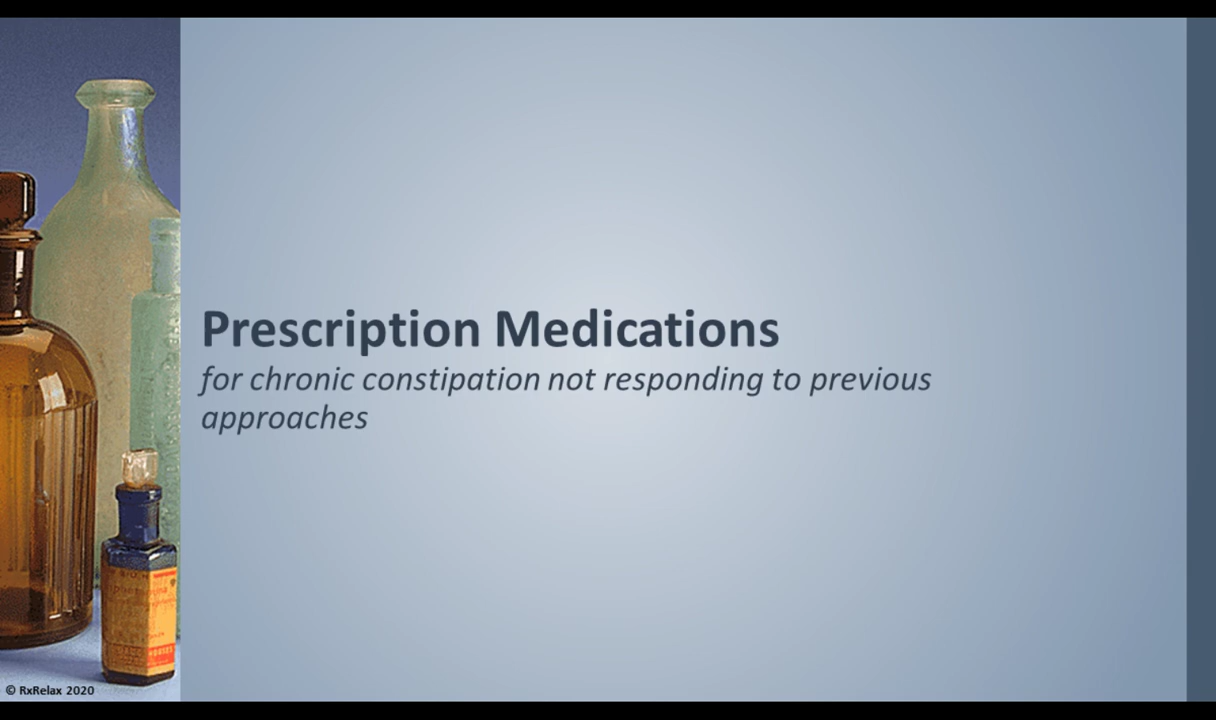 Prescription Medications
for chronic constipation not responding to previous
approaches
© RxRelax 2020